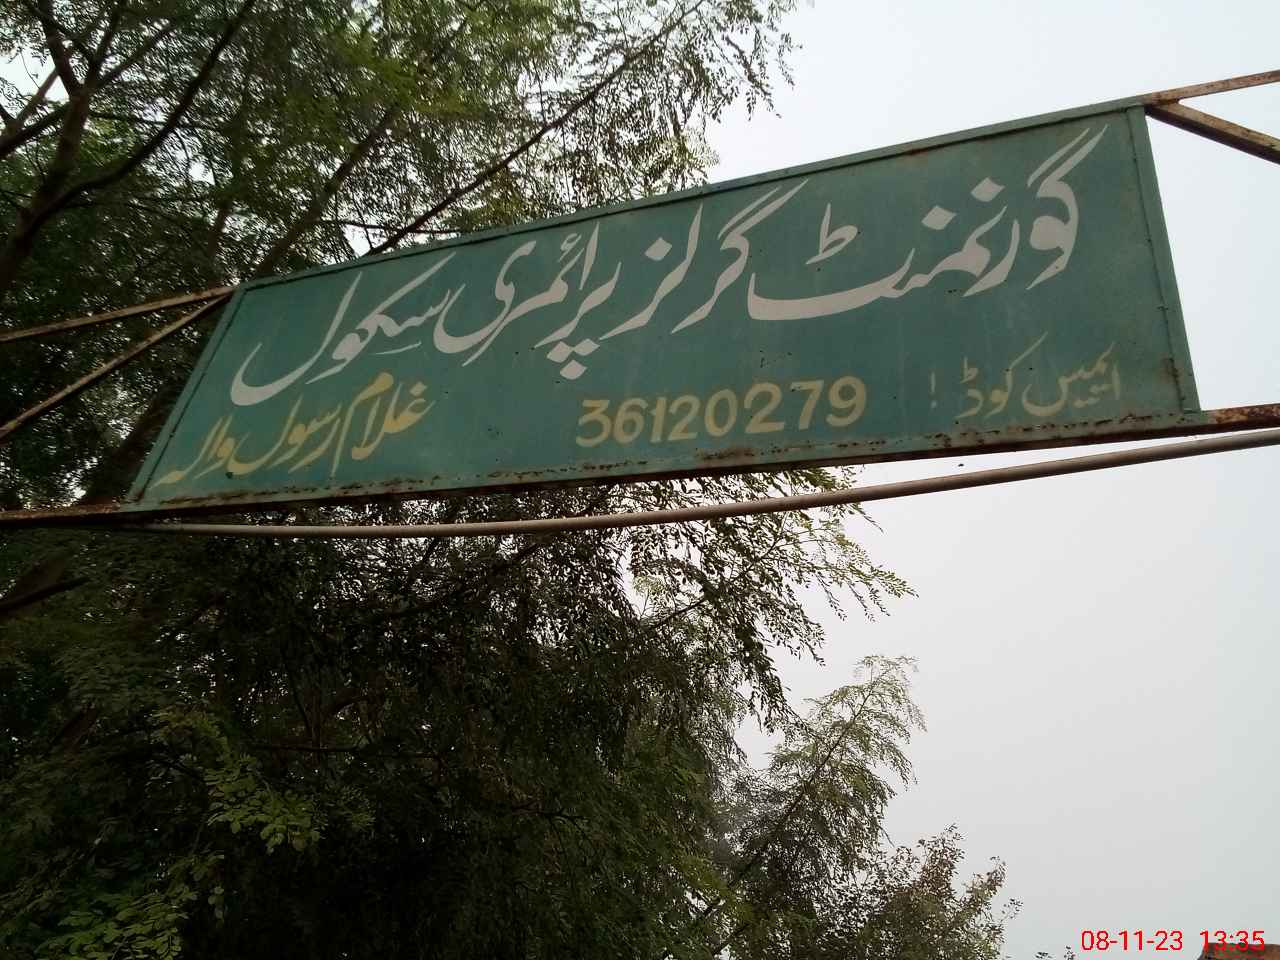 گورنمنٹ گرلز پرائمری سکول
ایمیس کوڈ ! 36120279 غلام رسول والہ
08-11-23 13:35